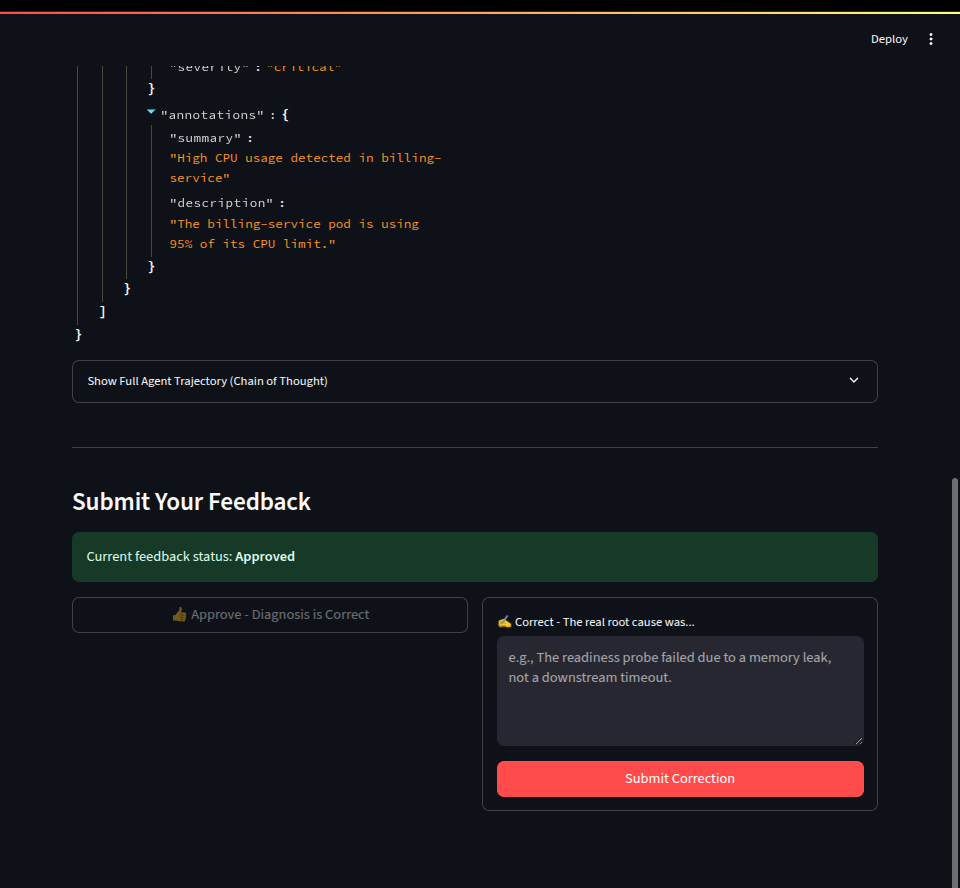 Deploy
"severity" : "critical"
}
"annotations" : {
"summary" :
"High CPU usage detected in billing-
service"
"description" :
"The billing-service pod is using
95% of its CPU limit."
}
}
]
}
Show Full Agent Trajectory (Chain of Thought)
Submit Your Feedback
Current feedback status: Approved
👍 Approve - Diagnosis is Correct
✍️ Correct - The real root cause was...
e.g., The readiness probe failed due to a memory leak,
not a downstream timeout.
Submit Correction